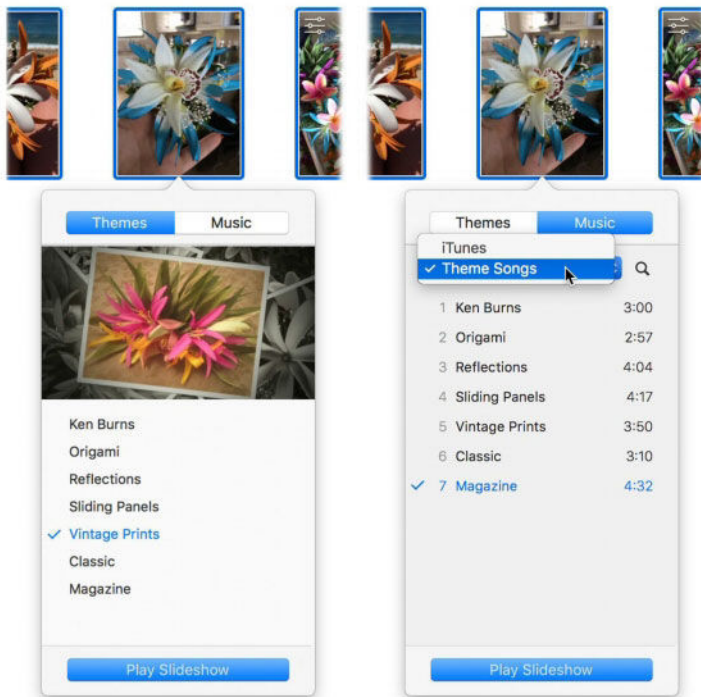 Themes Music
Ken Burns
Origami
Reflections
Sliding Panels
✓ Vintage Prints
Classic
Magazine
Play Slideshow
Themes Music
iTunes
✓ Theme Songs
1 Ken Burns 3:00
2 Origami 2:57
3 Reflections 4:04
4 Sliding Panels 4:17
5 Vintage Prints 3:50
6 Classic 3:10
✓ 7 Magazine 4:32
Play Slideshow